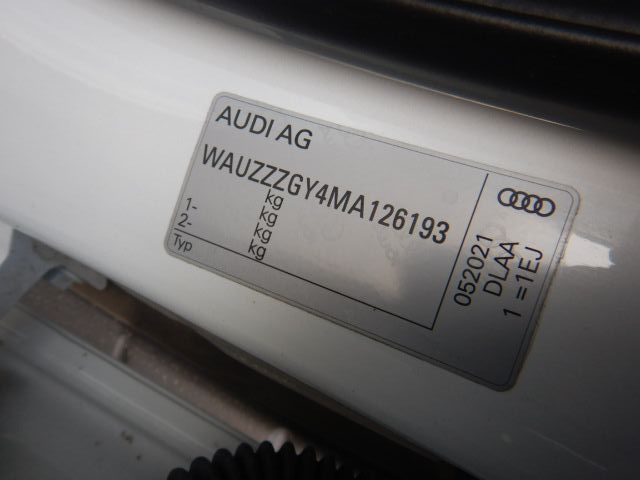 AUDI AG
WAUZZZGY4MA126193
kg
1- kg
2- kg
kg
Typ
052021
DLAA
1 =1EJ